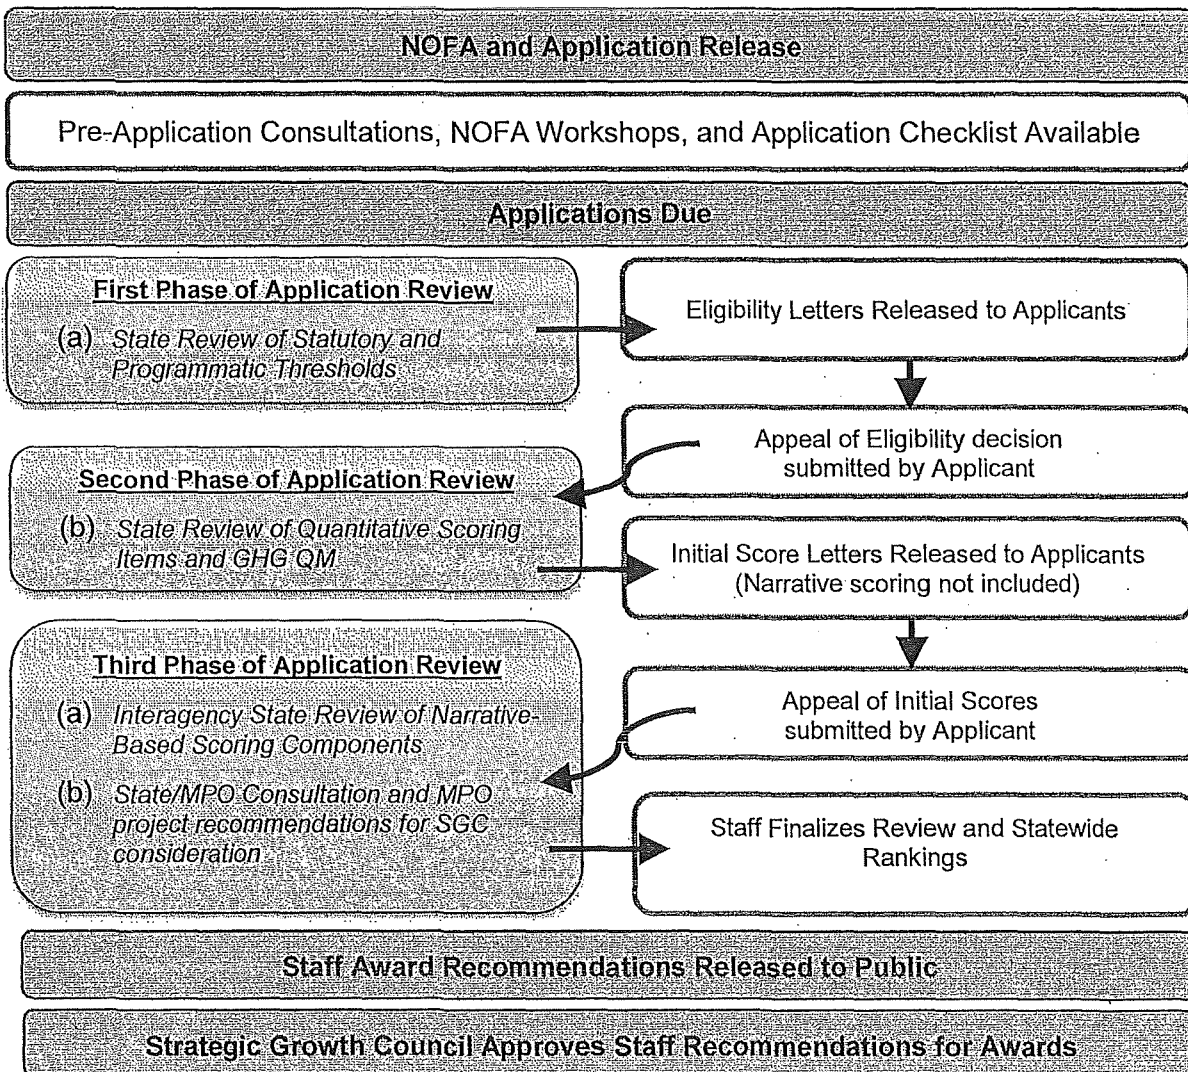 NOFA and Application Release
Pre-Application Consultations, NOFA Workshops, and Application Checklist Available
Applications Due
First Phase of Application Review
(a) State Review of Statutory and
Programmatic Thresholds
Eligibility Letters Released to Applicants
Appeal of Eligibility decision
submitted by Applicant
Second Phase of Application Review
(b) State Review of Quantitative Scoring
Items and GHG QM
Initial Score Letters Released to Applicants
(Narrative scoring not included)
Third Phase of Application Review
(a) Interagency State Review of Narrative-
Based Scoring Components
(b) State/MPO Consultation and MPO
project recommendations for SGC
consideration
Appeal of Initial Scores
submitted by Applicant
Staff Finalizes Review and Statewide
Rankings
Staff Award Recommendations Released to Public
Strategic Growth Council Approves Staff Recommendations for Awards